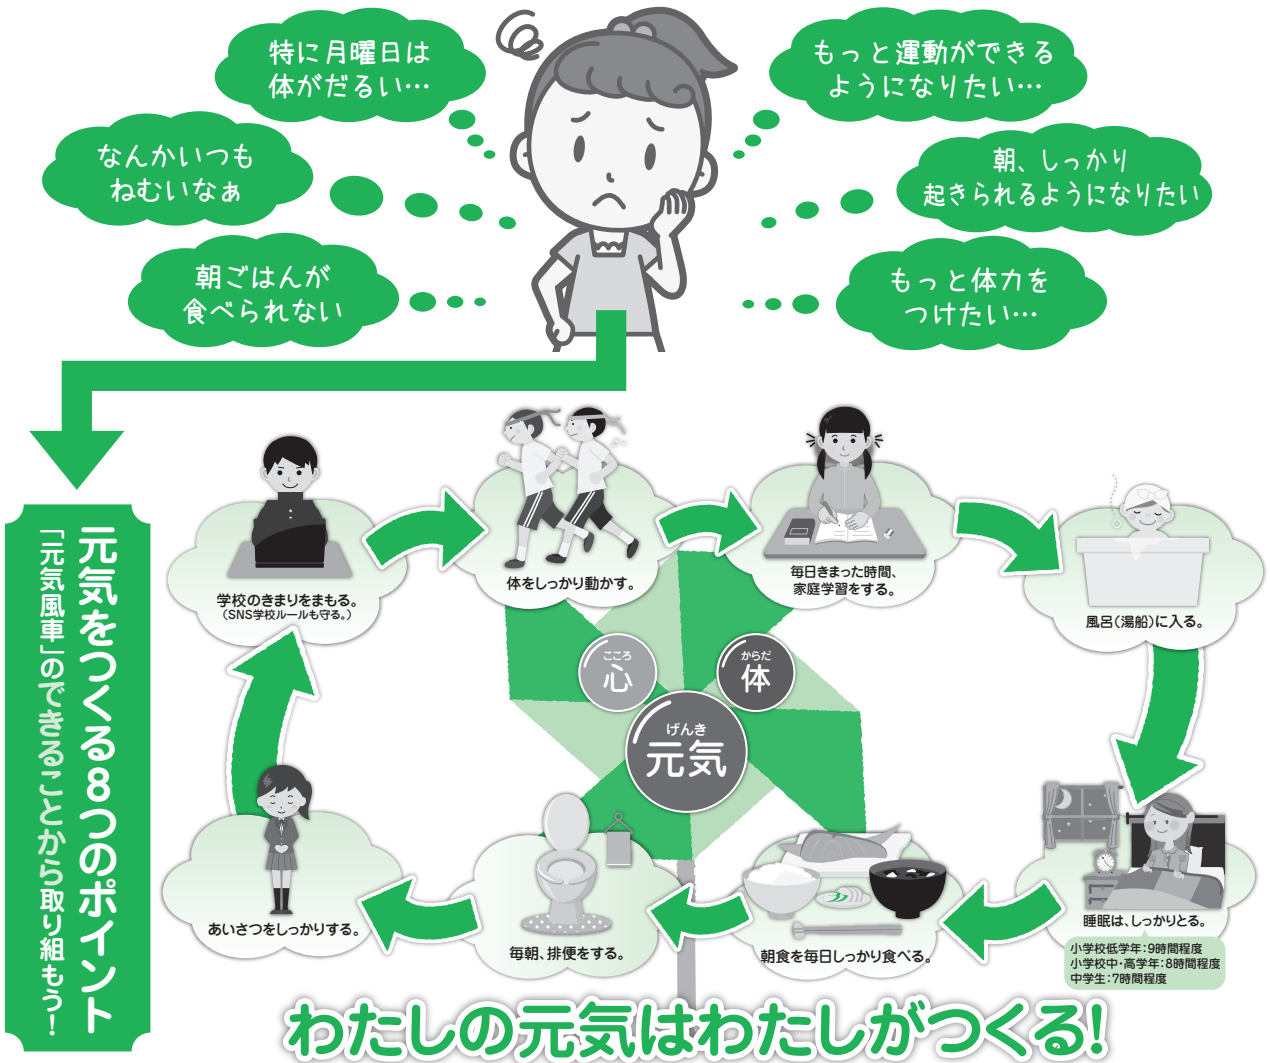 特に月曜日は
体がだるい…
もっと運動ができる
ようになりたい…
なんかいつも
ねむいなぁ
朝、しっかり
起きられるようになりたい
朝ごはんが
食べられない
もっと体力を
つけたい…
元気をつくる8つのポイント
「元気風車」のできることから取り組もう！
学校のきまりをまもる。
（SNS学校ルールも守る。）
体をしっかり動かす。
毎日きまった時間、
家庭学習をする。
風呂（湯船）に入る。
こころ
心
からだ
体
げんき
元気
睡眠は、しっかりとる。
小学校低学年：9時間程度
小学校中・高学年：8時間程度
中学生：7時間程度
朝食を毎日しっかり食べる。
毎朝、排便をする。
あいさつをしっかりする。
わたしの元気はわたしがつくる！